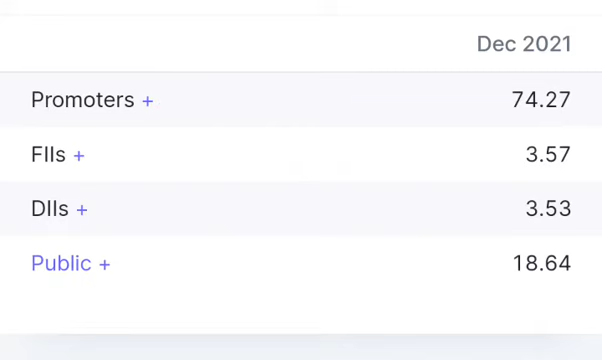 Dec 2021
Promoters + 74.27
FIIs + 3.57
DIIs + 3.53
Public + 18.64